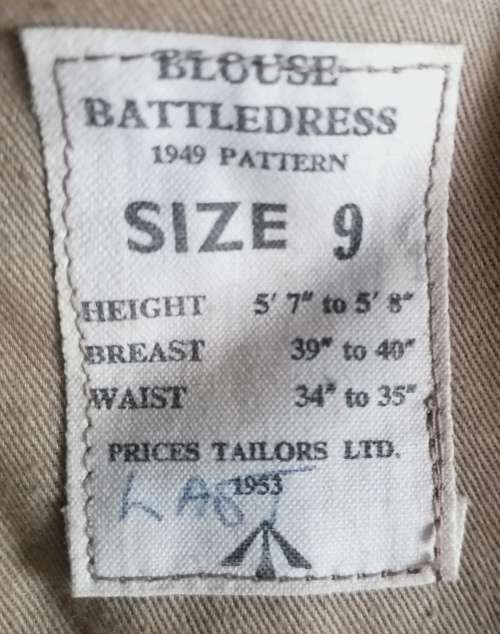 BLOUSE
BATTLEDRESS
1949 PATTERN
SIZE 9
HEIGHT 5' 7" to 5' 8"
BREAST 39" to 40"
WAIST 34" to 35"
PRICES TAILORS LTD.
1953